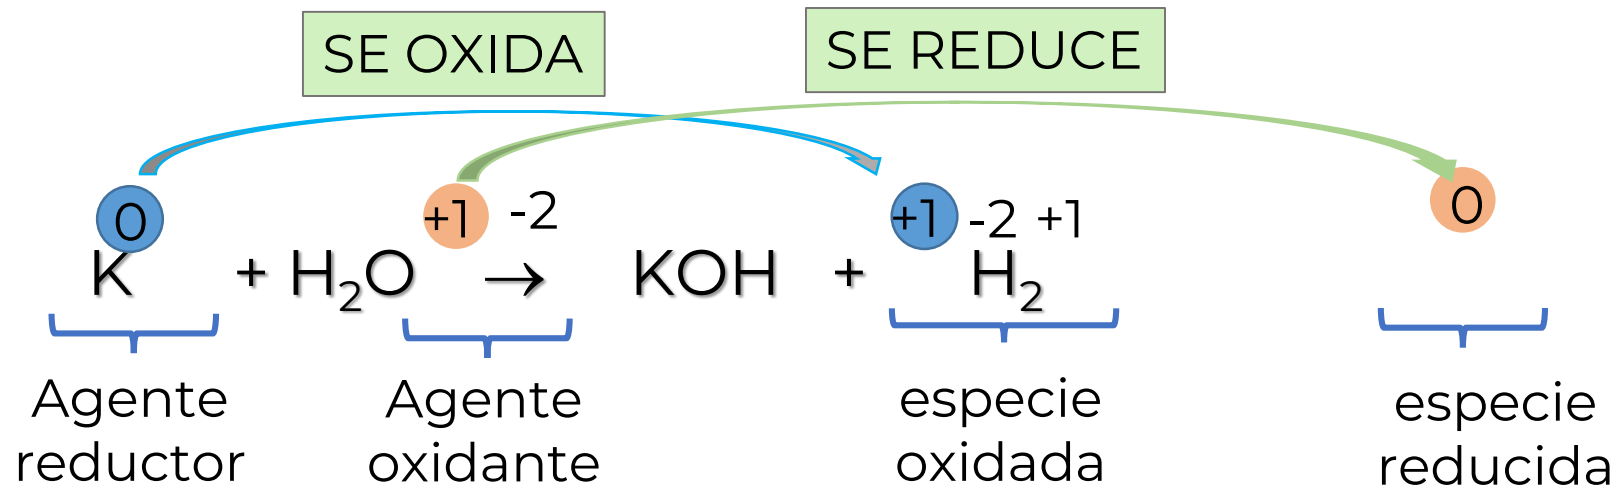 SE OXIDA
SE REDUCE
0
+1 -2
+1 -2 +1
0
K + H₂O → KOH + H₂
Agente
reductor
Agente
oxidante
especie
oxidada
especie
reducida